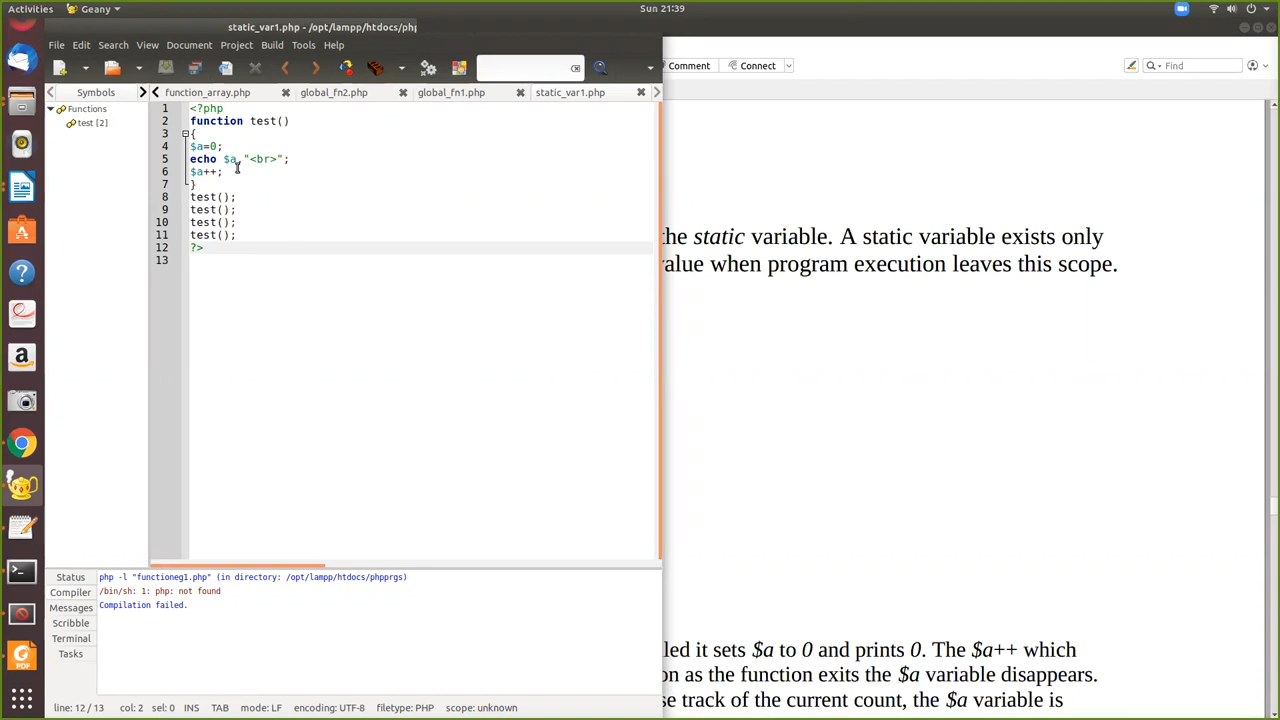 Activities
Geany
Sun 21:39
static_var1.php - /opt/lampp/htdocs/php
File Edit Search View Document Project Build Tools Help
Comment Connect Find
Symbols
function_array.php global_fn2.php global_fn1.php static_var1.php
Functions
test [2]
1 <?php
2 function test()
3 {
4 $a=0;
5 echo $a,"<br>";
6 $a++;
7 }
8 test();
9 test();
10 test();
11 test();
12 ?>
13
the static variable. A static variable exists only
value when program execution leaves this scope.
Status
Compiler
Messages
Scribble
Terminal
Tasks
php -l "functioneg1.php" (in directory: /opt/lampp/htdocs/phpprgs)
/bin/sh: 1: php: not found
Compilation failed.
led it sets $a to 0 and prints 0. The $a++ which
on as the function exits the $a variable disappears.
se track of the current count, the $a variable is
line: 12 / 13 col: 2 sel: 0 INS TAB mode: LF encoding: UTF-8 filetype: PHP scope: unknown
PDF